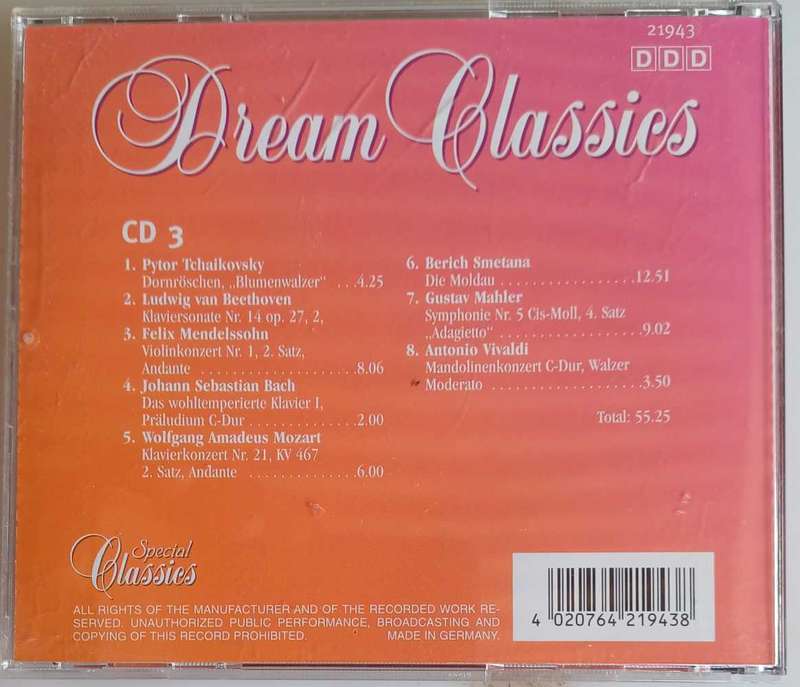 21943
DDD
Dream Classics
CD 3
1. Pytor Tchaikovsky
Dornröschen, „Blumenwalzer“ . . .4.25
2. Ludwig van Beethoven
Klaviersonate Nr. 14 op. 27, 2,
3. Felix Mendelssohn
Violinkonzert Nr. 1, 2. Satz,
Andante . . . . . . . . . . . . . . . . . .8.06
4. Johann Sebastian Bach
Das wohltemperierte Klavier I,
Präludium C-Dur . . . . . . . . . . . . .2.00
5. Wolfgang Amadeus Mozart
Klavierkonzert Nr. 21, KV 467
2. Satz, Andante . . . . . . . . . . . . .6.00
6. Berich Smetana
Die Moldau . . . . . . . . . . . . . . . .12.51
7. Gustav Mahler
Symphonie Nr. 5 Cis-Moll, 4. Satz
„Adagietto“ . . . . . . . . . . . . . . . . .9.02
8. Antonio Vivaldi
Mandolinenkonzert C-Dur, Walzer
Moderato . . . . . . . . . . . . . . . . . .3.50
Total: 55.25
Special
Classics
ALL RIGHTS OF THE MANUFACTURER AND OF THE RECORDED WORK RE-
SERVED. UNAUTHORIZED PUBLIC PERFORMANCE, BROADCASTING AND
COPYING OF THIS RECORD PROHIBITED. MADE IN GERMANY.
4 020764 219438